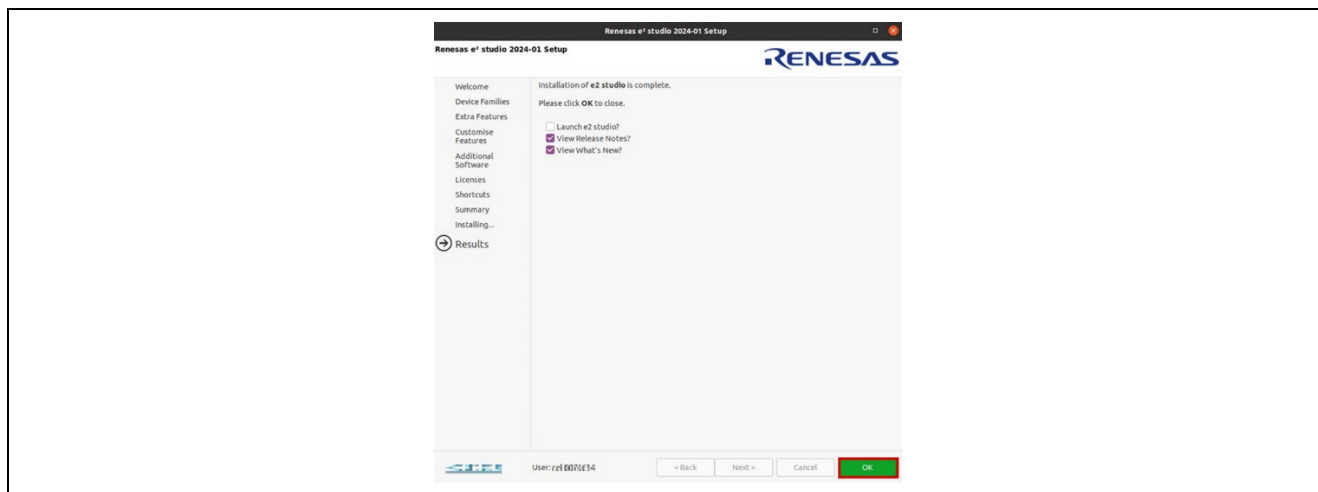 Renesas e² studio 2024-01 Setup
Renesas e² studio 2024-01 Setup
RENESAS
Welcome
Device Families
Extra Features
Customise
Features
Additional
Software
Licenses
Shortcuts
Summary
Installing...
Results
Installation of e2 studio is complete.
Please click OK to close.
Launch e2 studio?
View Release Notes?
View What's New?
User:
< Back
Next >
Cancel
OK